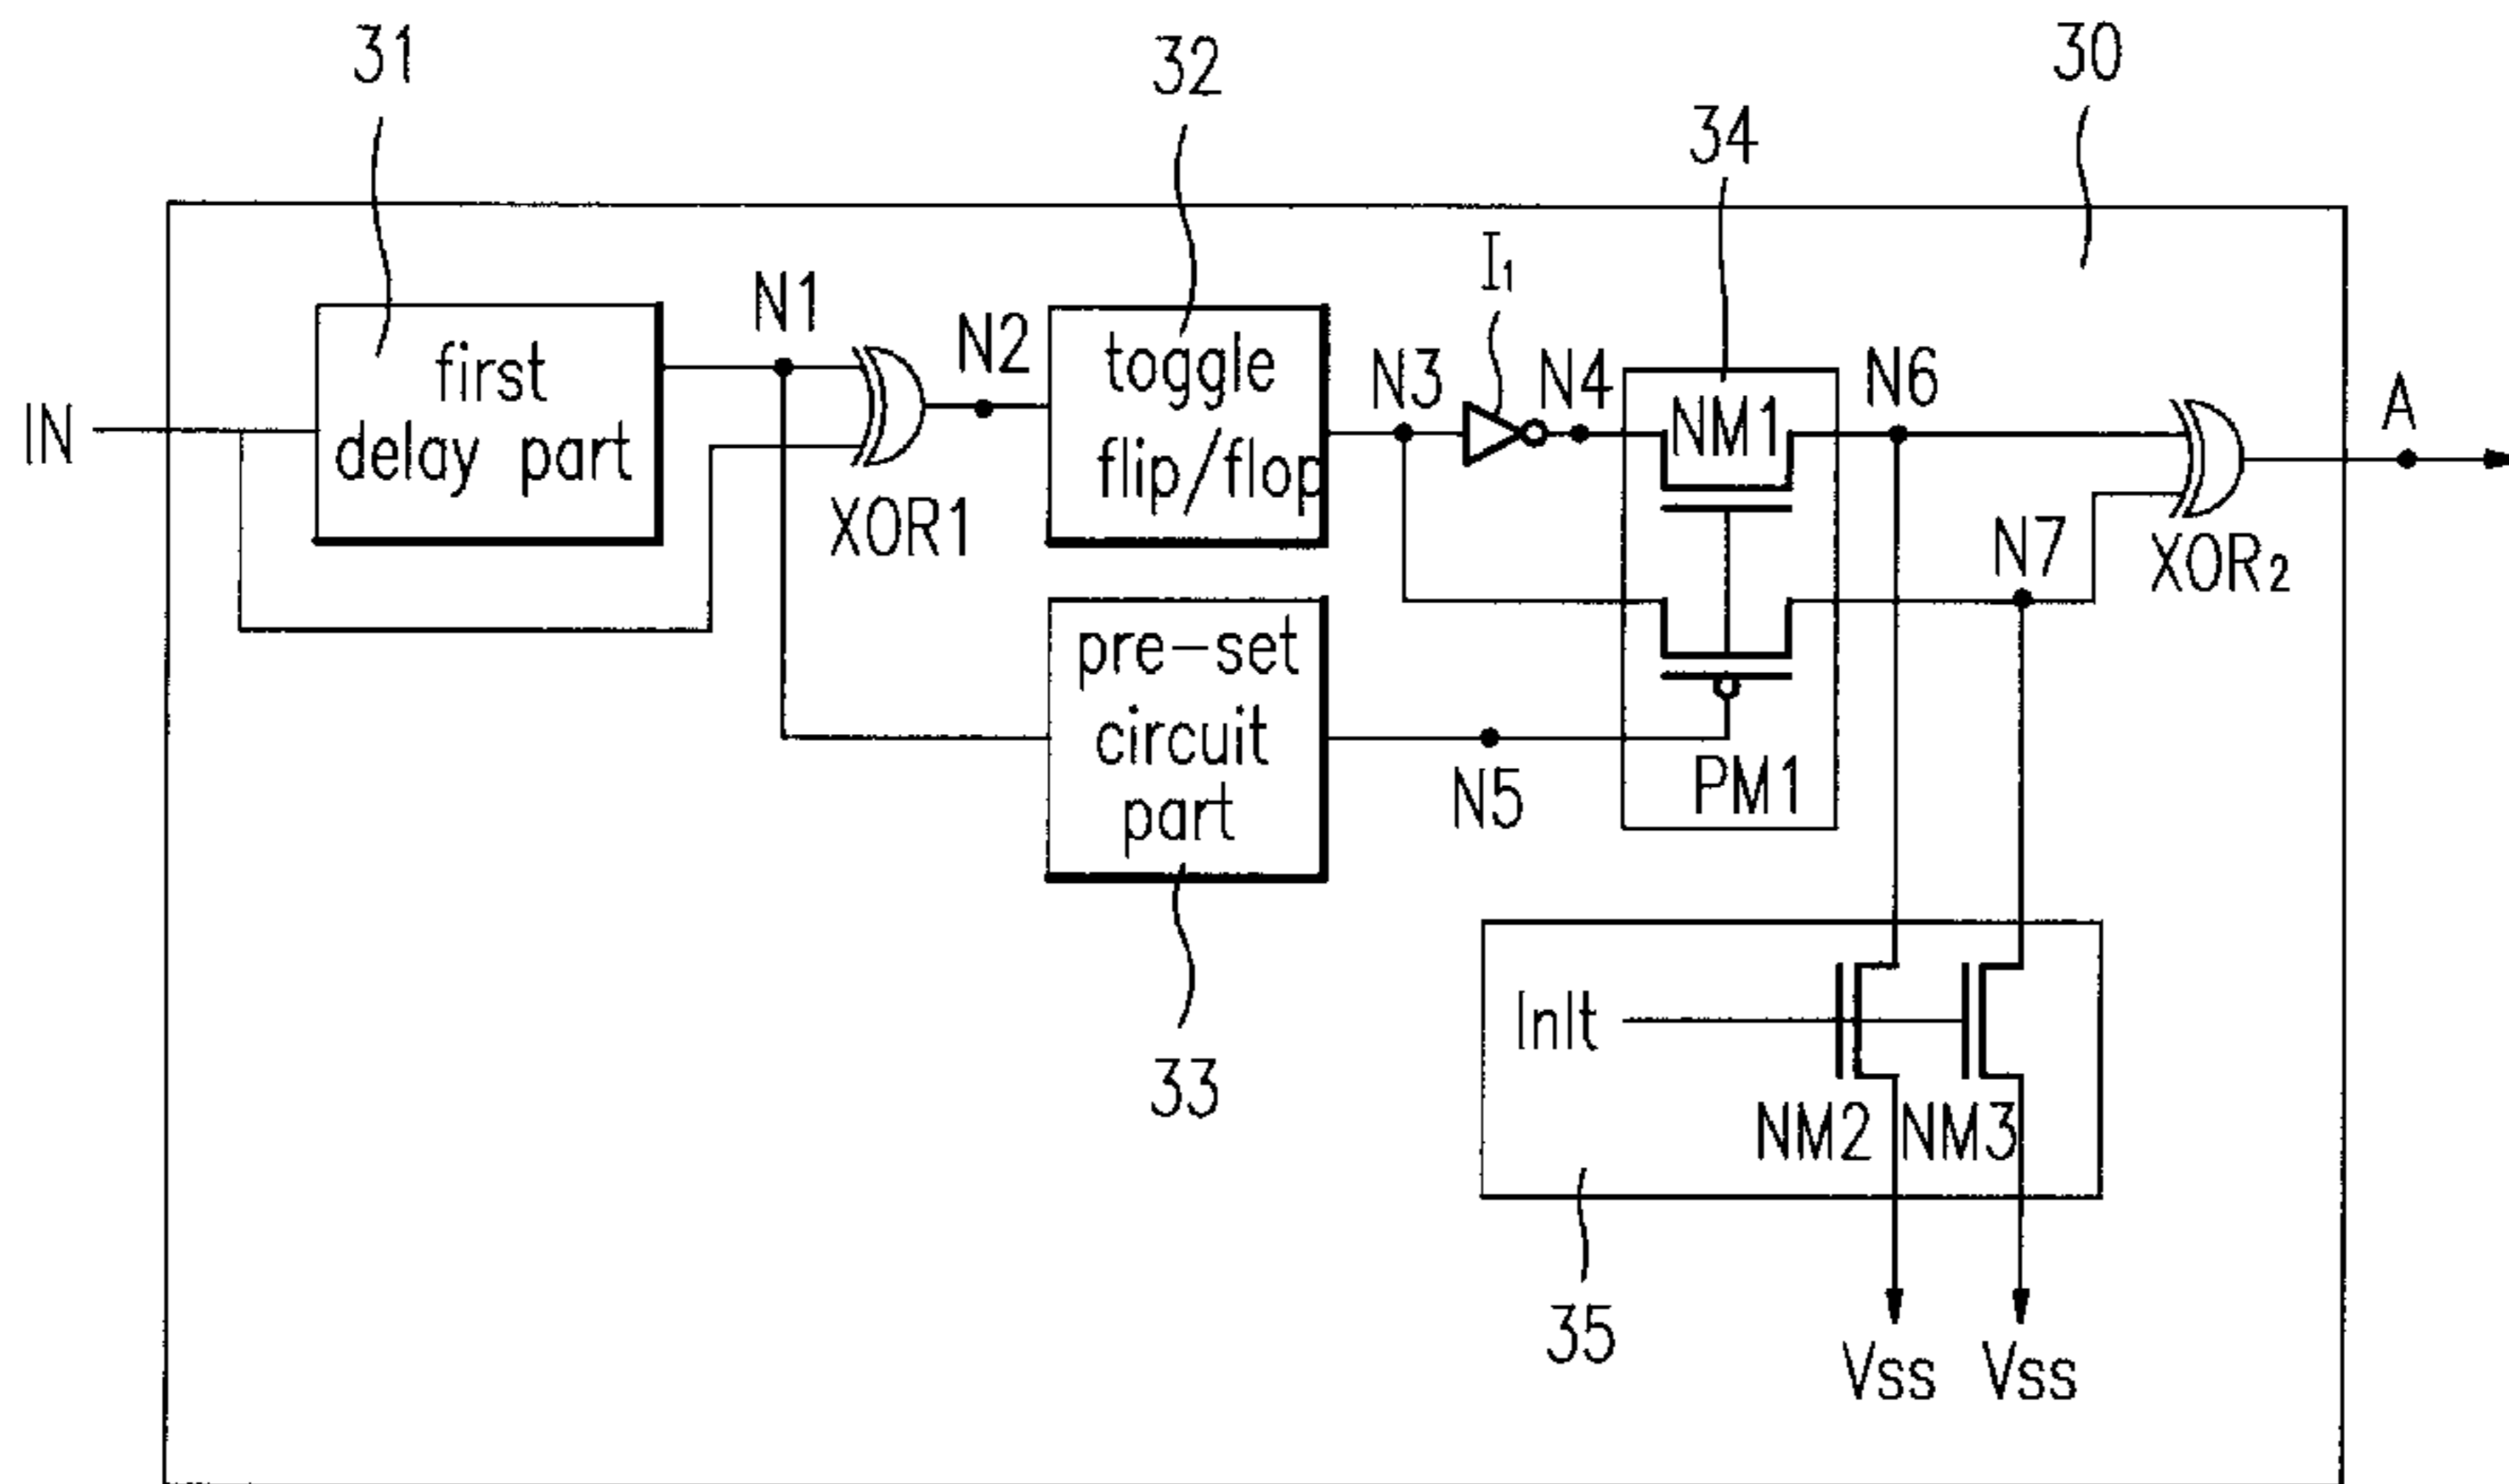 31
32
30
34
I1
N1
N2
N3
N4
N6
A
first
delay part
toggle
flip/flop
NM1
IN
XOR1
N7
XOR2
pre-set
circuit
part
N5
PM1
InIt
33
NM2
NM3
35
Vss
Vss